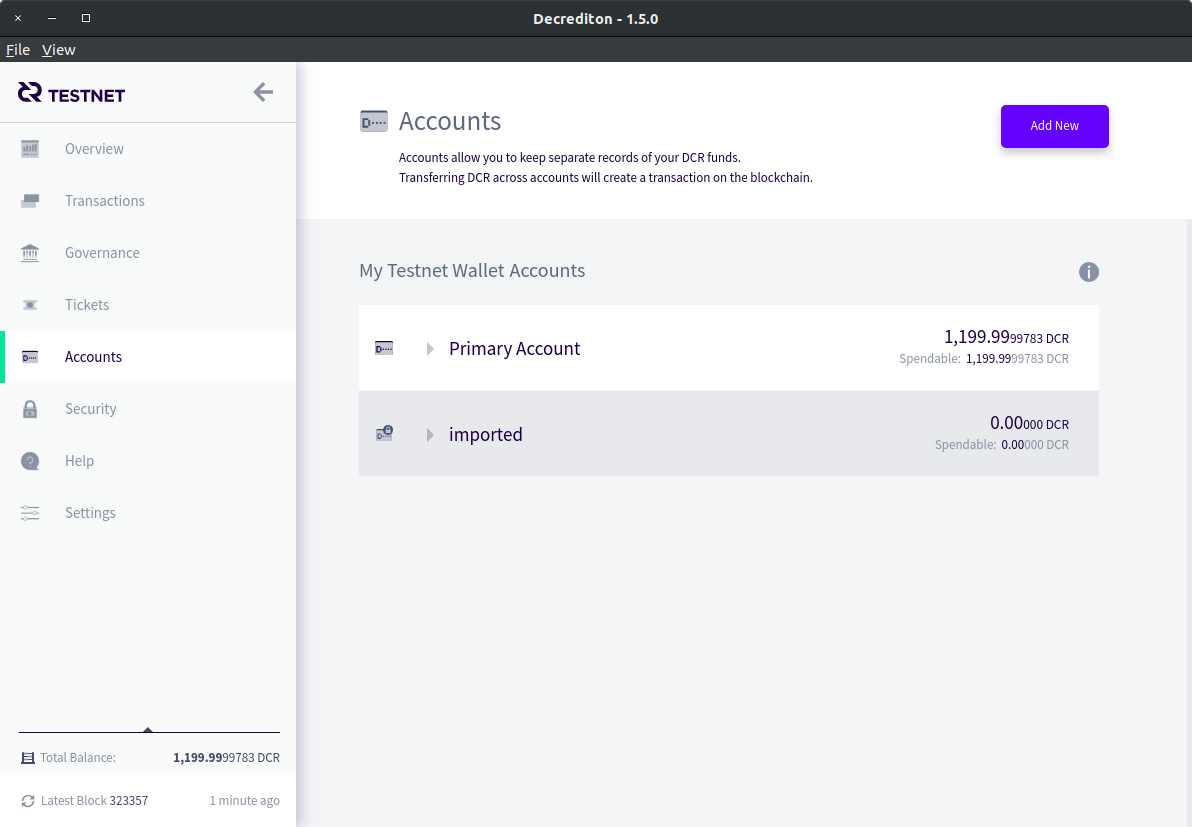 Decrediton - 1.5.0
File View
TESTNET
Overview
Transactions
Governance
Tickets
Accounts
Security
Help
Settings
Total Balance: 1,199.9999783 DCR
Latest Block 323357 1 minute ago
Accounts
Add New
Accounts allow you to keep separate records of your DCR funds.
Transferring DCR across accounts will create a transaction on the blockchain.
My Testnet Wallet Accounts
Primary Account 1,199.9999783 DCR
Spendable: 1,199.9999783 DCR
imported 0.00000 DCR
Spendable: 0.00000 DCR